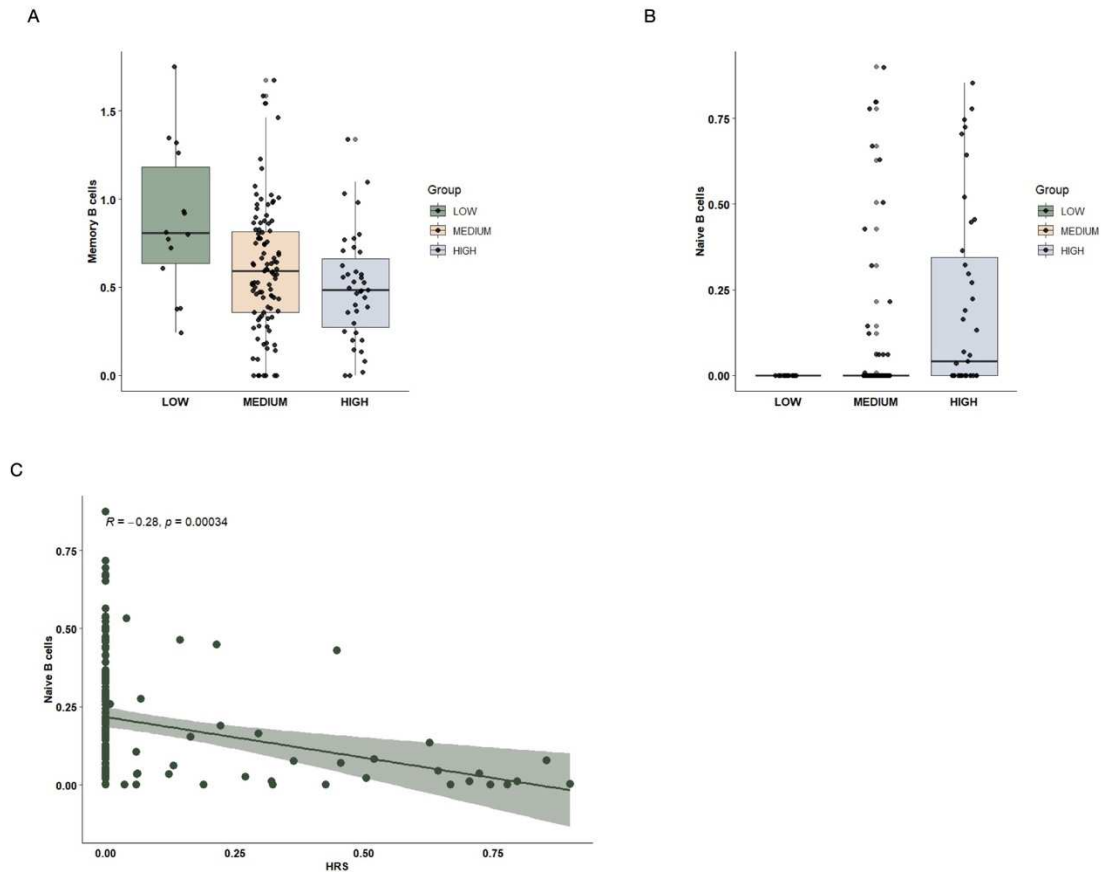 A
Memory B cells
1.5
1.0
0.5
0.0
LOW
MEDIUM
HIGH
Group
LOW
MEDIUM
HIGH
B
Naive B cells
0.75
0.50
0.25
0.00
LOW
MEDIUM
HIGH
Group
LOW
MEDIUM
HIGH
C
R = −0.28, p = 0.00034
Naive B cells
0.75
0.50
0.25
0.00
0.00
0.25
0.50
0.75
HRS